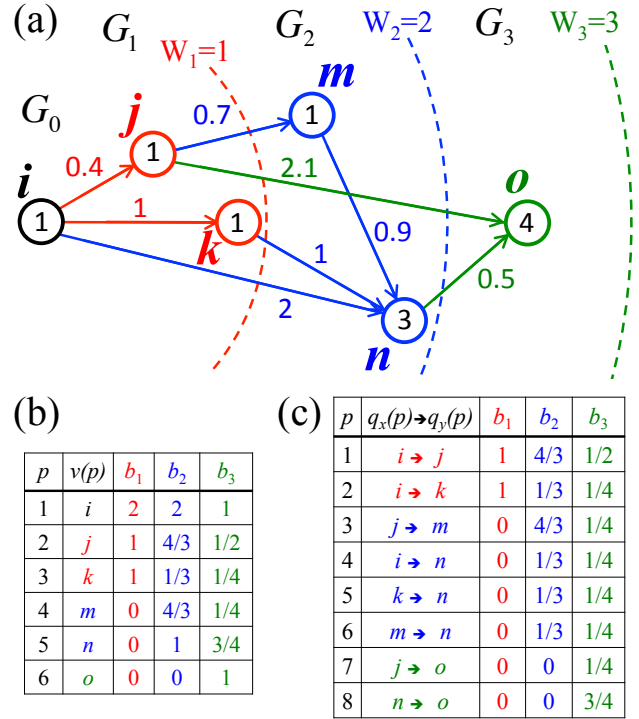 (a) G₁ W₁=1 G₂ W₂=2 G₃ W₃=3
m
j 0.7 1
G₀
1
i 0.4 2.1 o
1 1 1 4
k 1 0.9
0.5
2 3
n
(b)
p v(p) b₁ b₂ b₃
1 i 2 2 1
2 j 1 4/3 1/2
3 k 1 1/3 1/4
4 m 0 4/3 1/4
5 n 0 1 3/4
6 o 0 0 1
(c)
p qₓ(p)➔qᵧ(p) b₁ b₂ b₃
1 i ➔ j 1 4/3 1/2
2 i ➔ k 1 1/3 1/4
3 j ➔ m 0 4/3 1/4
4 i ➔ n 0 1/3 1/4
5 k ➔ n 0 1/3 1/4
6 m ➔ n 0 1/3 1/4
7 j ➔ o 0 0 1/4
8 n ➔ o 0 0 3/4